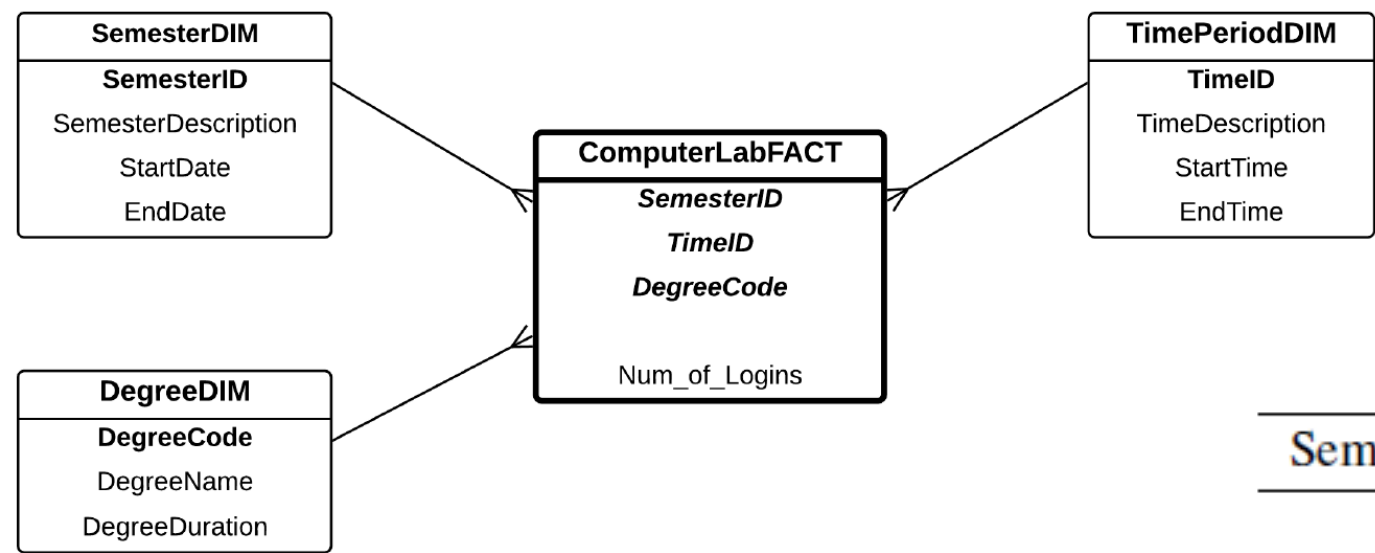 SemesterDIM
SemesterID
SemesterDescription
StartDate
EndDate
TimePeriodDIM
TimeID
TimeDescription
StartTime
EndTime
ComputerLabFACT
SemesterID
TimeID
DegreeCode
Num_of_Logins
DegreeDIM
DegreeCode
DegreeName
DegreeDuration
Sem